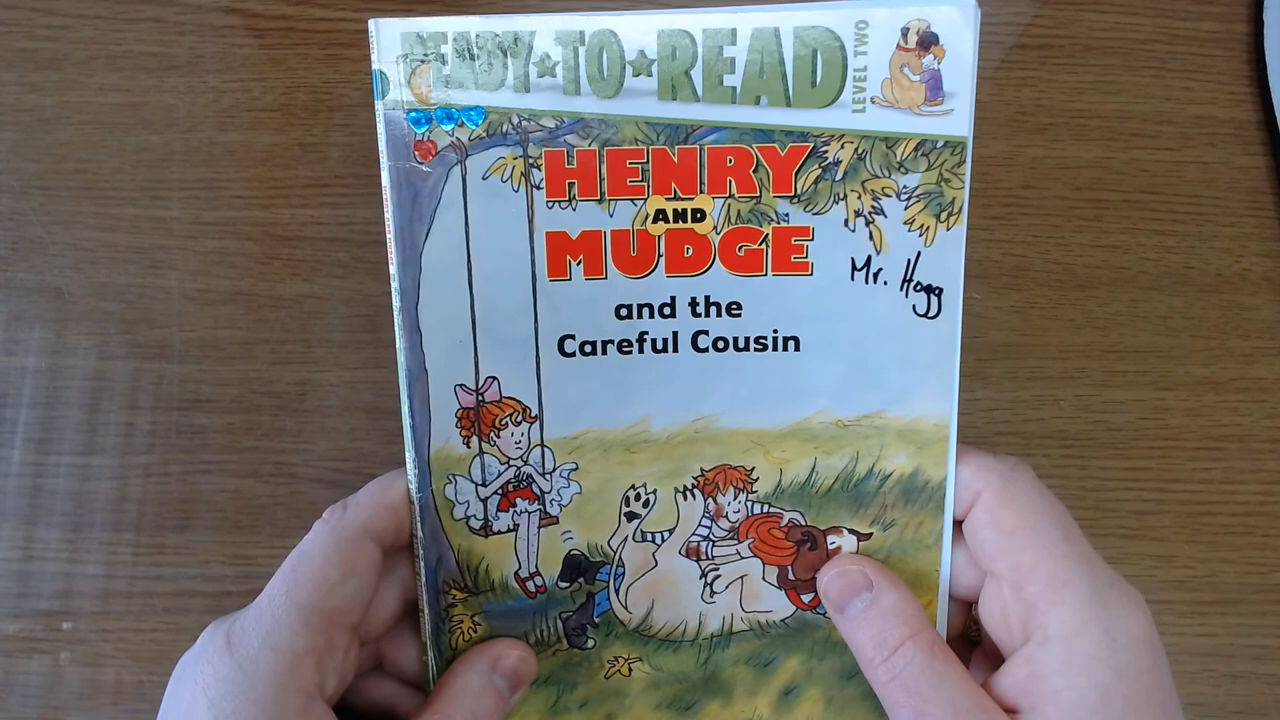 READY★TO★READ
LEVEL TWO
HENRY
AND
MUDGE
and the
Careful Cousin
Mr. Hogg